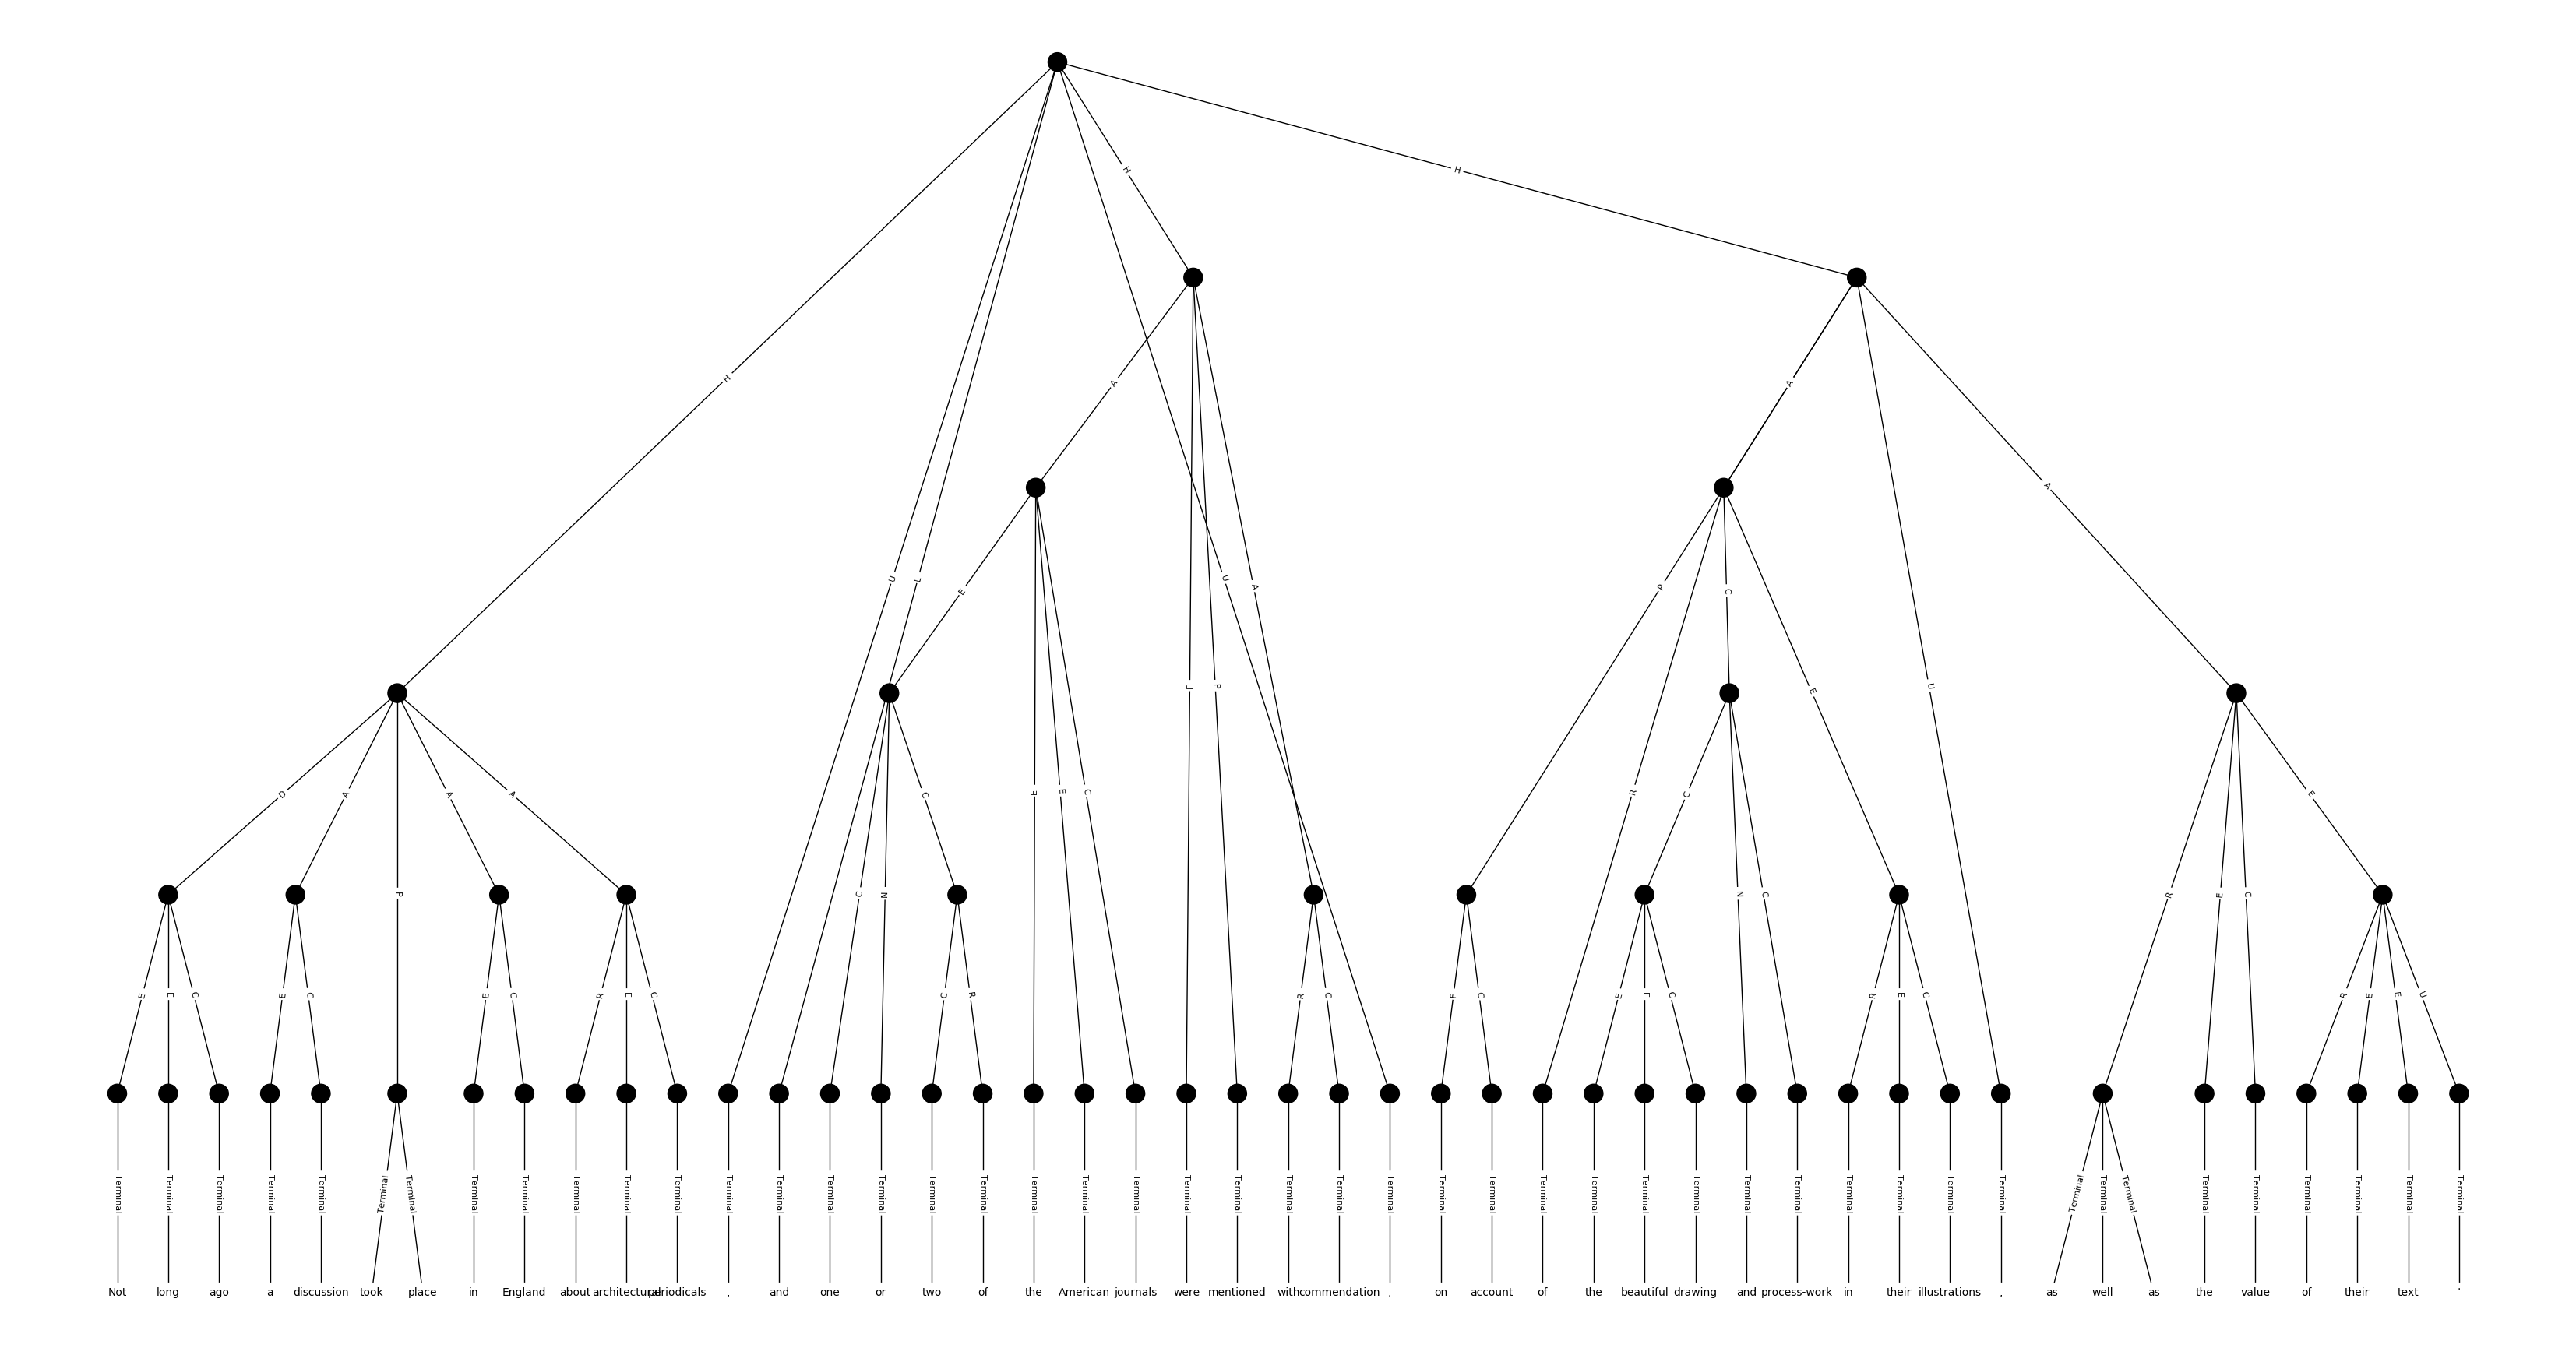 H
H
H
A
A
A
U
L
U
A
E
P
C
F
P
E
U
D
A
A
A
E
E
C
R
C
R
P
C
C
N
N
C
R
E
C
E
E
E
C
E
C
E
C
R
E
C
C
R
R
C
F
C
E
E
C
R
E
C
R
E
E
U
Terminal Terminal Terminal Terminal Terminal Terminal Terminal Terminal Terminal Terminal Terminal Terminal Terminal Terminal Terminal Terminal Terminal Terminal Terminal Terminal Terminal Terminal Terminal Terminal Terminal Terminal Terminal Terminal Terminal Terminal Terminal Terminal Terminal Terminal Terminal Terminal Terminal Terminal Terminal Terminal Terminal Terminal Terminal Terminal Terminal Terminal Terminal
Not long ago a discussion took place in England about architectural periodicals , and one or two of the American journals were mentioned with commendation , on account of the beautiful drawing and process-work in their illustrations , as well as the value of their text .